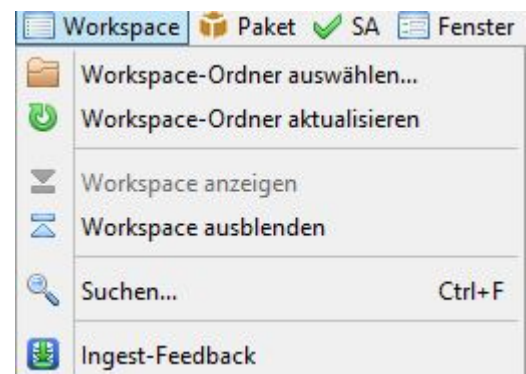 Workspace Paket SA Fenster
Workspace-Ordner auswählen...
Workspace-Ordner aktualisieren
Workspace anzeigen
Workspace ausblenden
Suchen... Ctrl+F
Ingest-Feedback